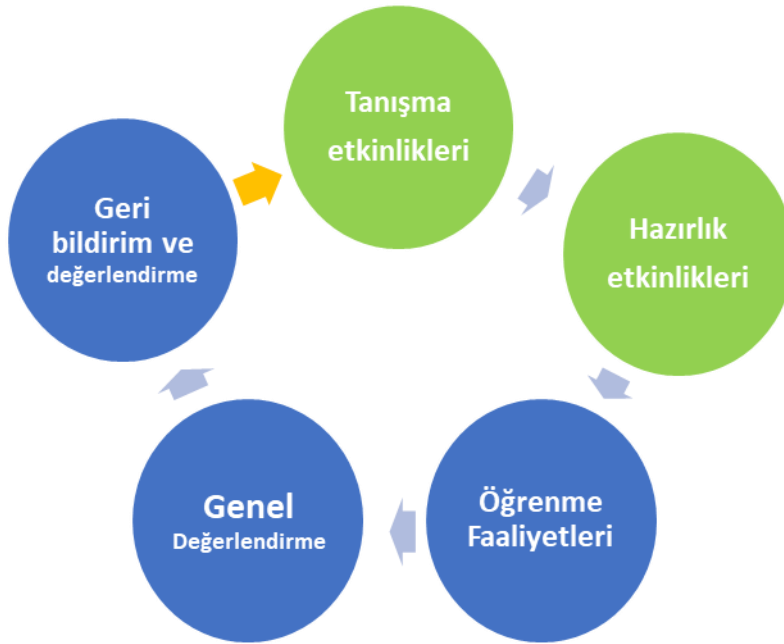 Tanışma
etkinlikleri
Hazırlık
etkinlikleri
Öğrenme
Faaliyetleri
Genel
Değerlendirme
Geri
bildirim ve
değerlendirme